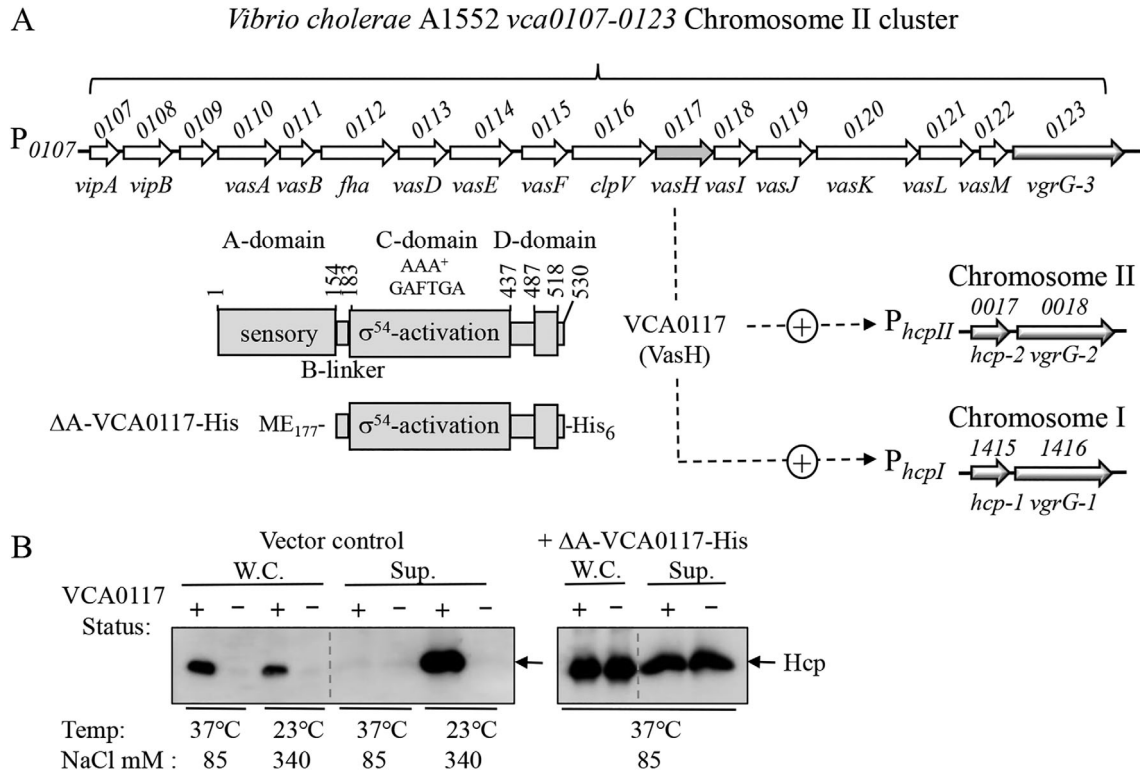 A
Vibrio cholerae A1552 vca0107-0123 Chromosome II cluster
0107 0108 0109 0110 0111 0112 0113 0114 0115 0116 0117 0118 0119 0120 0121 0122 0123
P0107
vipA vipB vasA vasB fha vasD vasE vasF clpV vasH vasI vasJ vasK vasL vasM vgrG-3
A-domain C-domain D-domain
AAA+
GAFTGA
1 154 183 437 487 518 530
sensory σ54-activation
B-linker
ΔA-VCA0117-His ME177- σ54-activation -His6
VCA0117
(VasH)
+
Chromosome II
0017 0018
PhcpII
hcp-2 vgrG-2
Chromosome I
1415 1416
+
PhcpI
hcp-1 vgrG-1
B
Vector control + ΔA-VCA0117-His
W.C. Sup. W.C. Sup.
VCA0117 + - + - + - + - + - + -
Status:
Hcp
Temp: 37°C 23°C 37°C 23°C 37°C
NaCl mM : 85 340 85 340 85